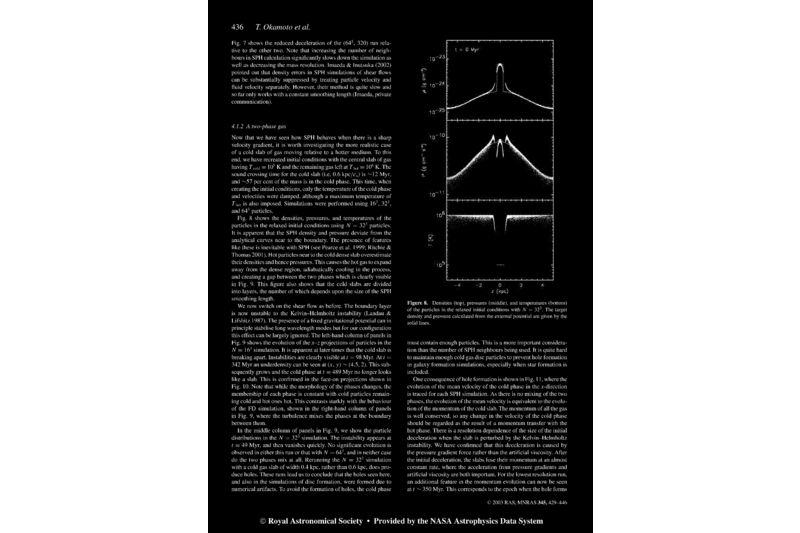 436 T. Okamoto et al.
Fig. 7 shows the reduced deceleration of the (64³, 320) run rela-
tive to the other two. Note that increasing the number of neigh-
bours in SPH calculation significantly slows down the simulation as
well as decreasing the mass resolution. Imaeda & Inutsuka (2002)
pointed out that density errors in SPH simulations of shear flows
can be substantially suppressed by treating particle velocity and
fluid velocity separately. However, their method is quite slow and
so far only works with a constant smoothing length (Imaeda, private
communication).
4.1.2 A two-phase gas
Now that we have seen how SPH behaves when there is a sharp
velocity gradient, it is worth investigating the more realistic case
of a cold slab of gas moving relative to a hotter medium. To this
end, we have recreated initial conditions with the central slab of gas
having T cold = 10⁵ K and the remaining gas left at T hot = 10⁶ K. The
sound crossing time for the cold slab (i.e. 0.6 kpc/cs) is ~12 Myr,
and ~57 per cent of the mass is in the cold phase. This time, when
creating the initial conditions, only the temperature of the cold phase
and velocities were damped, although a maximum temperature of
T hot is also imposed. Simulations were performed using 16³, 32³,
and 64³ particles.
Fig. 8 shows the densities, pressures, and temperatures of the
particles in the relaxed initial conditions using N = 32³ particles.
It is apparent that the SPH density and pressure deviate from the
analytical curves near to the boundary. The presence of features
like these is inevitable with SPH (see Pearce et al. 1999; Ritchie &
Thomas 2001). Hot particles near to the cold dense slab overestimate
their densities and hence pressures. This causes the hot gas to expand
away from the dense region, adiabatically cooling in the process,
and creating a gap between the two phases which is clearly visible
in Fig. 9. This figure also shows that the cold slabs are divided
into layers, the number of which depends upon the size of the SPH
smoothing length.
We now switch on the shear flow as before. The boundary layer
is now unstable to the Kelvin–Helmholtz instability (Landau &
Lifshitz 1987). The presence of a fixed gravitational potential can in
principle stabilise long wavelength modes but for our configuration
this effect can be largely ignored. The left-hand column of panels in
Fig. 9 shows the evolution of the x-z projections of particles in the
N = 16³ simulation. It is apparent at later times that the cold slab is
breaking apart. Instabilities are clearly visible at t = 98 Myr. At t =
342 Myr an underdensity can be seen at (x, y) ~ (4.5, 2). This sub-
sequently grows and the cold phase at t = 489 Myr no longer looks
like a slab. This is confirmed in the face-on projections shown in
Fig. 10. Note that while the morphology of the phases changes, the
membership of each phase is constant with cold particles remain-
ing cold and hot ones hot. This contrasts starkly with the behaviour
of the FD simulation, shown in the right-hand column of panels
in Fig. 9, where the turbulence mixes the phases at the boundary
between them.
In the middle column of panels in Fig. 9, we show the particle
distributions in the N = 32³ simulation. The instability appears at
t = 49 Myr, and then vanishes quickly. No significant evolution is
observed in either this run or that with N = 64³, and in neither case
do the two phases mix at all. Rerunning the N = 32³ simulation
with a cold gas slab of width 0.4 kpc, rather than 0.6 kpc, does pro-
duce holes. These runs lead us to conclude that the holes seen here,
and also in the simulations of disc formation, were formed due to
numerical artifacts. To avoid the formation of holes, the cold phase
t = 0 Myr
10⁻²³
10⁻²⁴
10⁻²⁵
10⁻¹⁰
10⁻¹¹
10⁶
10⁵
T [K]
−4 −2 0 2 4
Figure 8. Densities (top), pressures (middle), and temperatures (bottom)
of the particles in the relaxed initial conditions with N = 32³. The target
density and pressure calculated from the external potential are given by the
solid lines.
must contain enough particles. This is a more important considera-
tion than the number of SPH neighbours being used. It is quite hard
to maintain enough cold gas disc particles to prevent hole formation
in galaxy formation simulations, especially when star formation is
included.
One consequence of hole formation is shown in Fig. 11, where the
evolution of the mean velocity of the cold phase in the x-direction
is traced for each SPH simulation. As there is no mixing of the two
phases, the evolution of the mean velocity is equivalent to the evolu-
tion of the momentum of the cold slab. The momentum of all the gas
is well conserved, so any change in the velocity of the cold phase
should be regarded as the result of a momentum transfer with the
hot phase. There is a resolution dependence of the size of the initial
deceleration when the slab is perturbed by the Kelvin–Helmholtz
instability. We have confirmed that this deceleration is caused by
the pressure gradient force rather than the artificial viscosity. After
the initial deceleration, the slabs lose their momentum at an almost
constant rate, where the acceleration from pressure gradients and
artificial viscosity are both important. For the lowest resolution run,
an additional feature in the momentum evolution can now be seen
at t ~ 350 Myr. This corresponds to the epoch when the hole forms
© 2003 RAS, MNRAS 345, 429–446
© Royal Astronomical Society • Provided by the NASA Astrophysics Data System